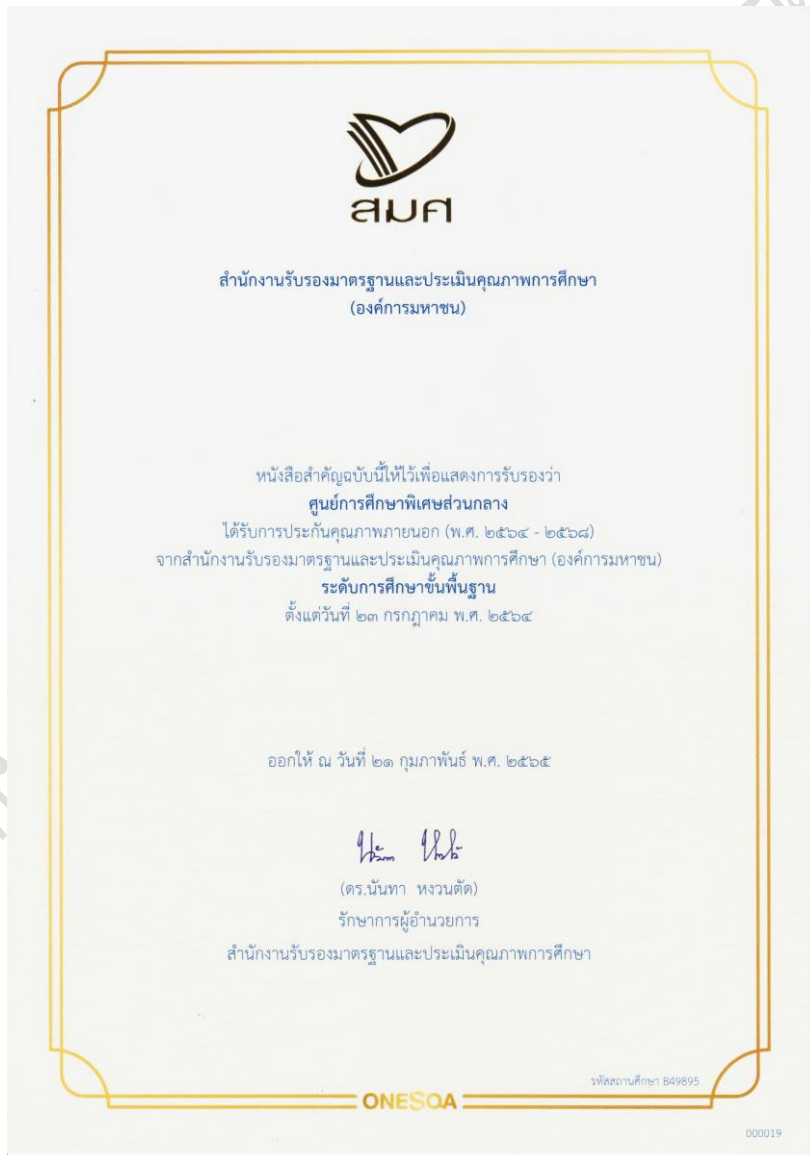 สมศ
สำนักงานรับรองมาตรฐานและประเมินคุณภาพการศึกษา
(องค์การมหาชน)
หนังสือสำคัญฉบับนี้ให้ไว้เพื่อแสดงการรับรองว่า
ศูนย์การศึกษาพิเศษส่วนกลาง
ได้รับการประกันคุณภาพภายนอก (พ.ศ. ๒๕๖๔ - ๒๕๖๘)
จากสำนักงานรับรองมาตรฐานและประเมินคุณภาพการศึกษา (องค์การมหาชน)
ระดับการศึกษาขั้นพื้นฐาน
ตั้งแต่วันที่ ๒๓ กรกฎาคม พ.ศ. ๒๕๖๔
ออกให้ ณ วันที่ ๒๑ กุมภาพันธ์ พ.ศ. ๒๕๖๕
(ดร.นันทา หงวนตัด)
รักษาการผู้อำนวยการ
สำนักงานรับรองมาตรฐานและประเมินคุณภาพการศึกษา
รหัสสถานศึกษา B49895
ONESQA
000019